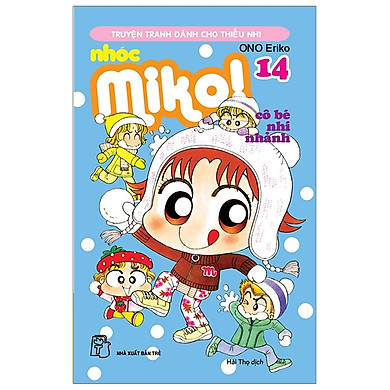 TRUYỆN TRANH DÀNH CHO THIẾU NHI
ONO Eriko
nhóc
miko!
14
cô bé
nhí
nhảnh
m
NHÀ XUẤT BẢN TRẺ
Hải Thọ dịch